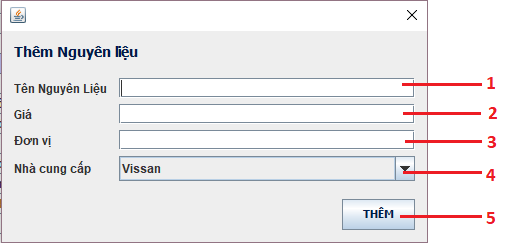 Thêm Nguyên liệu
Tên Nguyên Liệu 1
Giá 2
Đơn vị 3
Nhà cung cấp Vissan 4
THÊM 5